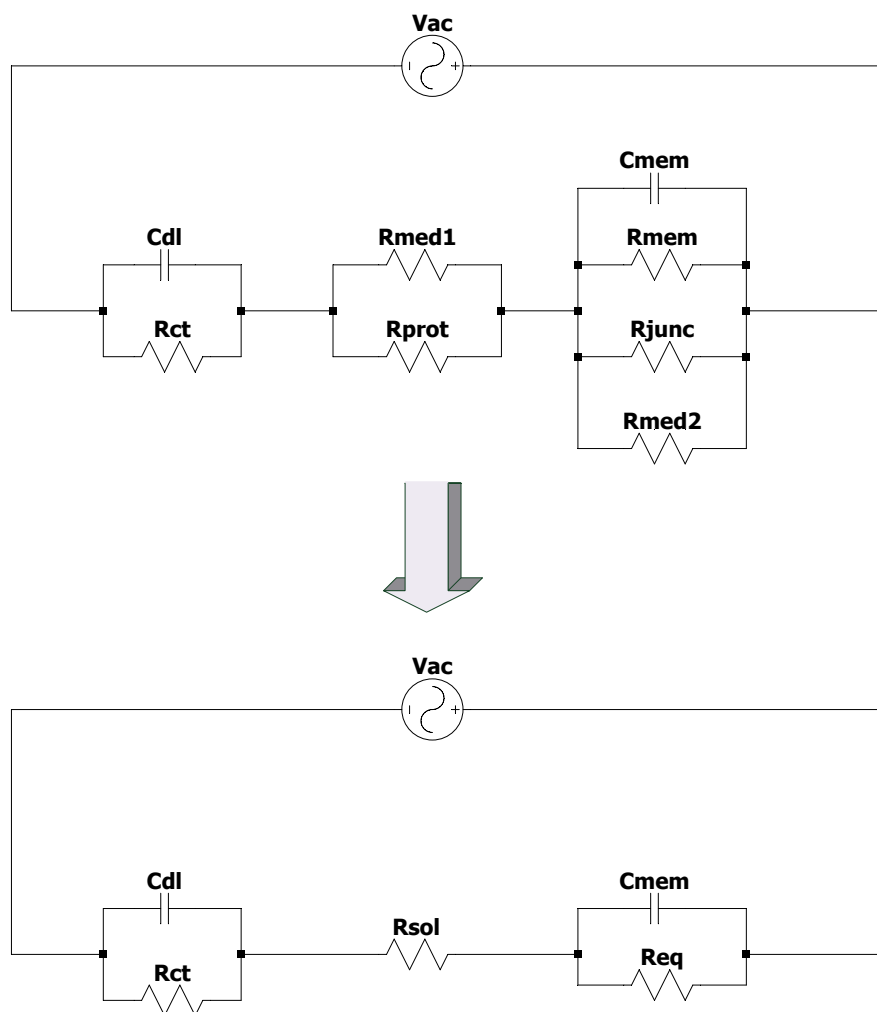 Vac
Cmem
Cdl
Rmed1
Rmem
Rct
Rprot
Rjunc
Rmed2
Vac
Cdl
Cmem
Rsol
Rct
Req